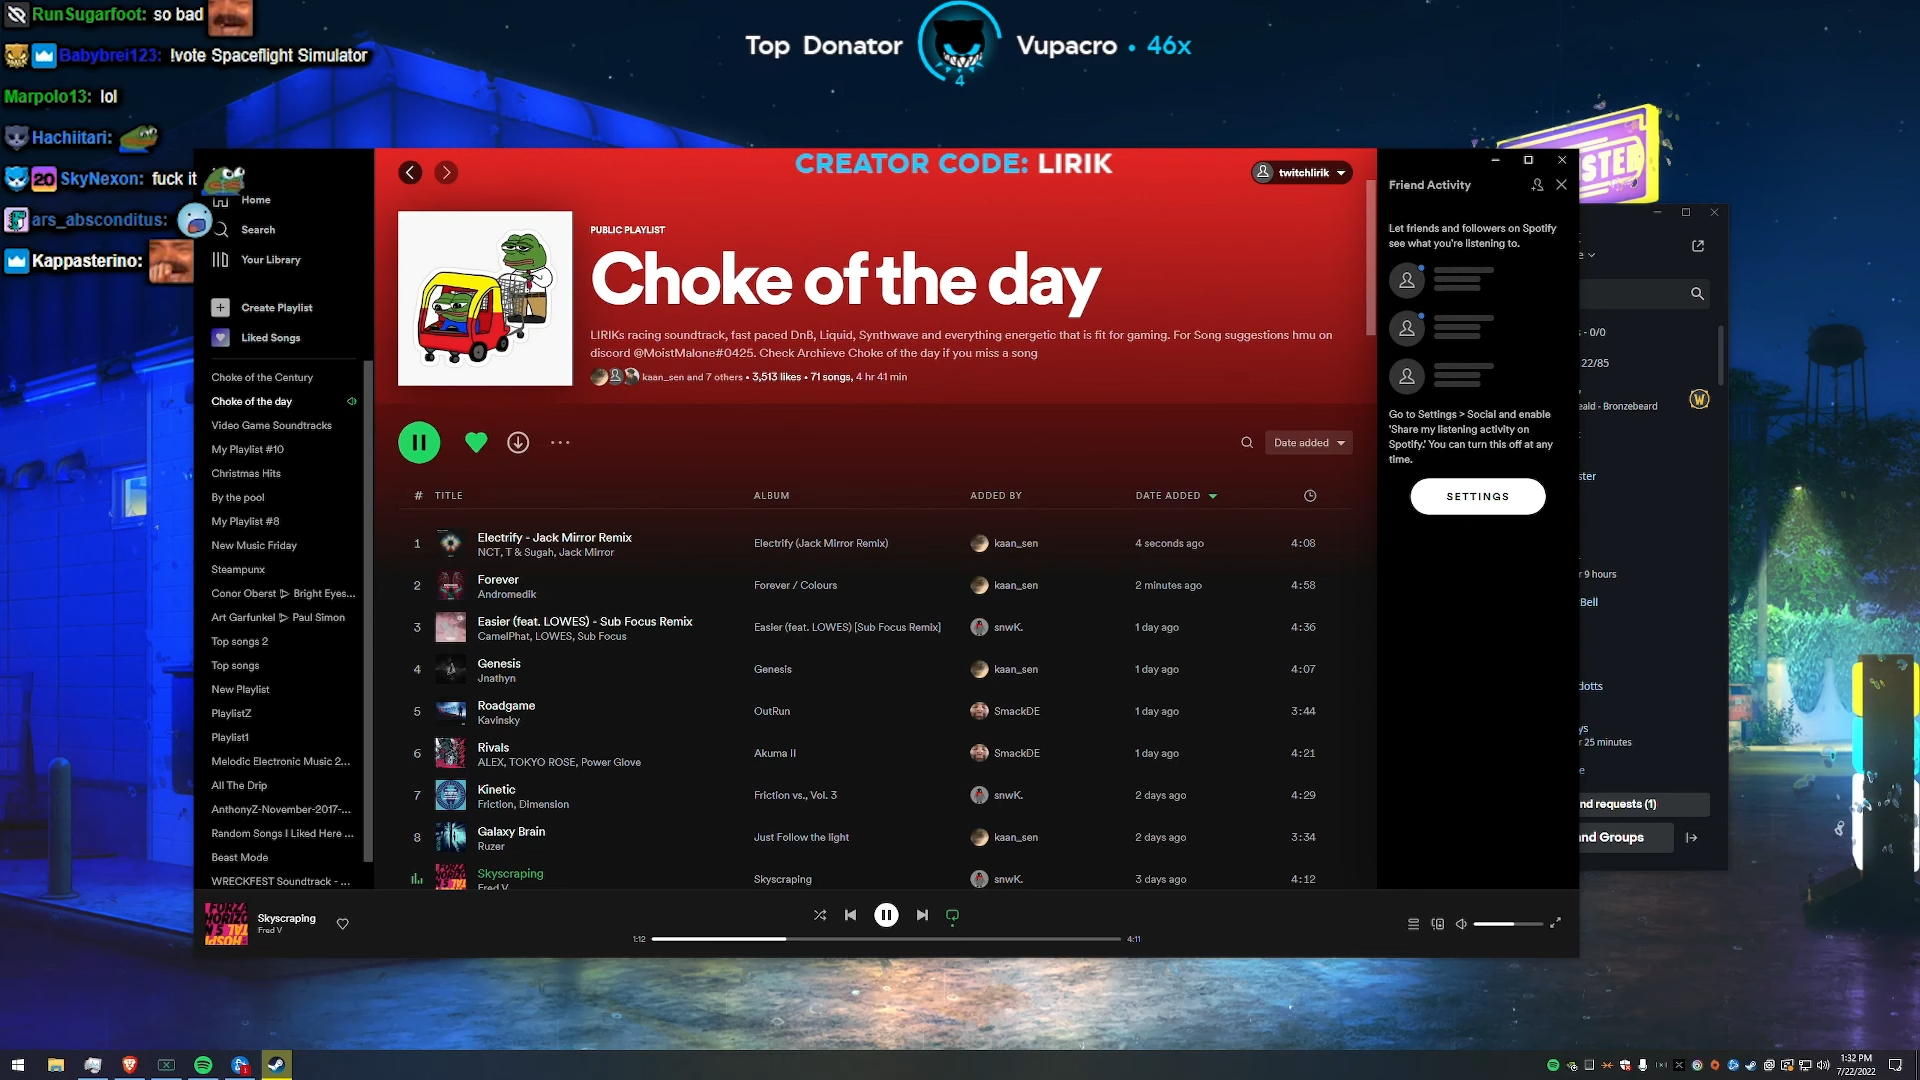 RunSugarfoot: so bad
Babybrei123: !vote Spaceflight Simulator
Marpolo13: lol
Hachiitari:
20 SkyNexon: fuck it
ars_absconditus:
Kappasterino:
Top Donator
4
Vupacro • 46x
STER
Home
Search
Your Library
Create Playlist
Liked Songs
Choke of the Century
Choke of the day
Video Game Soundtracks
My Playlist #10
Christmas Hits
By the pool
My Playlist #8
New Music Friday
Steampunx
Conor Oberst ▷ Bright Eyes...
Art Garfunkel ▷ Paul Simon
Top songs 2
Top songs
New Playlist
PlaylistZ
Playlist1
Melodic Electronic Music 2...
All The Drip
AnthonyZ-November-2017-...
Random Songs I Liked Here ...
Beast Mode
WRECKFEST Soundtrack - ...
CREATOR CODE: LIRIK
twitchlirik
PUBLIC PLAYLIST
Choke of the day
LIRIKs racing soundtrack, fast paced DnB, Liquid, Synthwave and everything energetic that is fit for gaming. For Song suggestions hmu on
discord @MoistMalone#0425. Check Archieve Choke of the day if you miss a song
kaan_sen and 7 others • 3,513 likes • 71 songs, 4 hr 41 min
Date added
# TITLE ALBUM ADDED BY DATE ADDED
1 Electrify - Jack Mirror Remix Electrify (Jack Mirror Remix) kaan_sen 4 seconds ago 4:08
NCT, T & Sugah, Jack Mirror
2 Forever Forever / Colours kaan_sen 2 minutes ago 4:58
Andromedik
3 Easier (feat. LOWES) - Sub Focus Remix Easier (feat. LOWES) [Sub Focus Remix] snwK. 1 day ago 4:36
CamelPhat, LOWES, Sub Focus
4 Genesis Genesis kaan_sen 1 day ago 4:07
Jnathyn
5 Roadgame OutRun SmackDE 1 day ago 3:44
Kavinsky
6 Rivals Akuma II SmackDE 1 day ago 4:21
ALEX, TOKYO ROSE, Power Glove
7 Kinetic Friction vs., Vol. 3 snwK. 2 days ago 4:29
Friction, Dimension
8 Galaxy Brain Just Follow the light kaan_sen 2 days ago 3:34
Ruzer
Skyscraping Skyscraping snwK. 3 days ago 4:12
Fred V
Friend Activity
Let friends and followers on Spotify
see what you're listening to.
Go to Settings > Social and enable
'Share my listening activity on
Spotify.' You can turn this off at any
time.
SETTINGS
e
s - 0/0
22/85
eald - Bronzebeard
W
ster
r 9 hours
Bell
dotts
ys
r 25 minutes
e
nd requests (1)
and Groups
FORZA
HORIZO
Skyscraping
Fred V
1:12
4:11
1:32 PM
7/22/2022